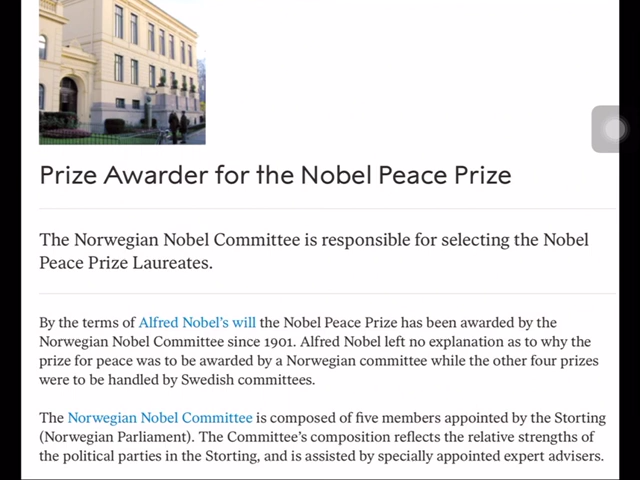 Prize Awarder for the Nobel Peace Prize
The Norwegian Nobel Committee is responsible for selecting the Nobel
Peace Prize Laureates.
By the terms of Alfred Nobel's will the Nobel Peace Prize has been awarded by the
Norwegian Nobel Committee since 1901. Alfred Nobel left no explanation as to why the
prize for peace was to be awarded by a Norwegian committee while the other four prizes
were to be handled by Swedish committees.
The Norwegian Nobel Committee is composed of five members appointed by the Storting
(Norwegian Parliament). The Committee's composition reflects the relative strengths of
the political parties in the Storting, and is assisted by specially appointed expert advisers.